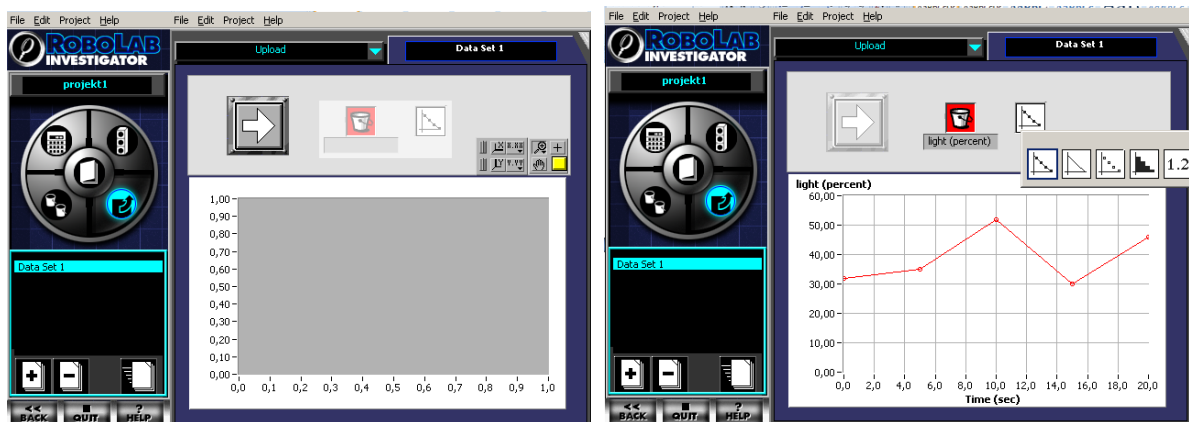 File Edit Project Help
ROBOLAB
INVESTIGATOR
projekt1
Data Set 1
<<
BACK
QUIT
?
HELP
File Edit Project Help
Upload
Data Set 1
1,00
0,90
0,80
0,70
0,60
0,50
0,40
0,30
0,20
0,10
0,00
0,0 0,1 0,2 0,3 0,4 0,5 0,6 0,7 0,8 0,9 1,0
File Edit Project Help
ROBOLAB
INVESTIGATOR
projekt1
Data Set 1
<<
BACK
QUIT
?
HELP
File Edit Project Help
Upload
Data Set 1
light (percent)
1.2
light (percent)
60,00
50,00
40,00
30,00
20,00
10,00
0,00
0,0 2,0 4,0 6,0 8,0 10,0 12,0 14,0 16,0 18,0 20,0
Time (sec)